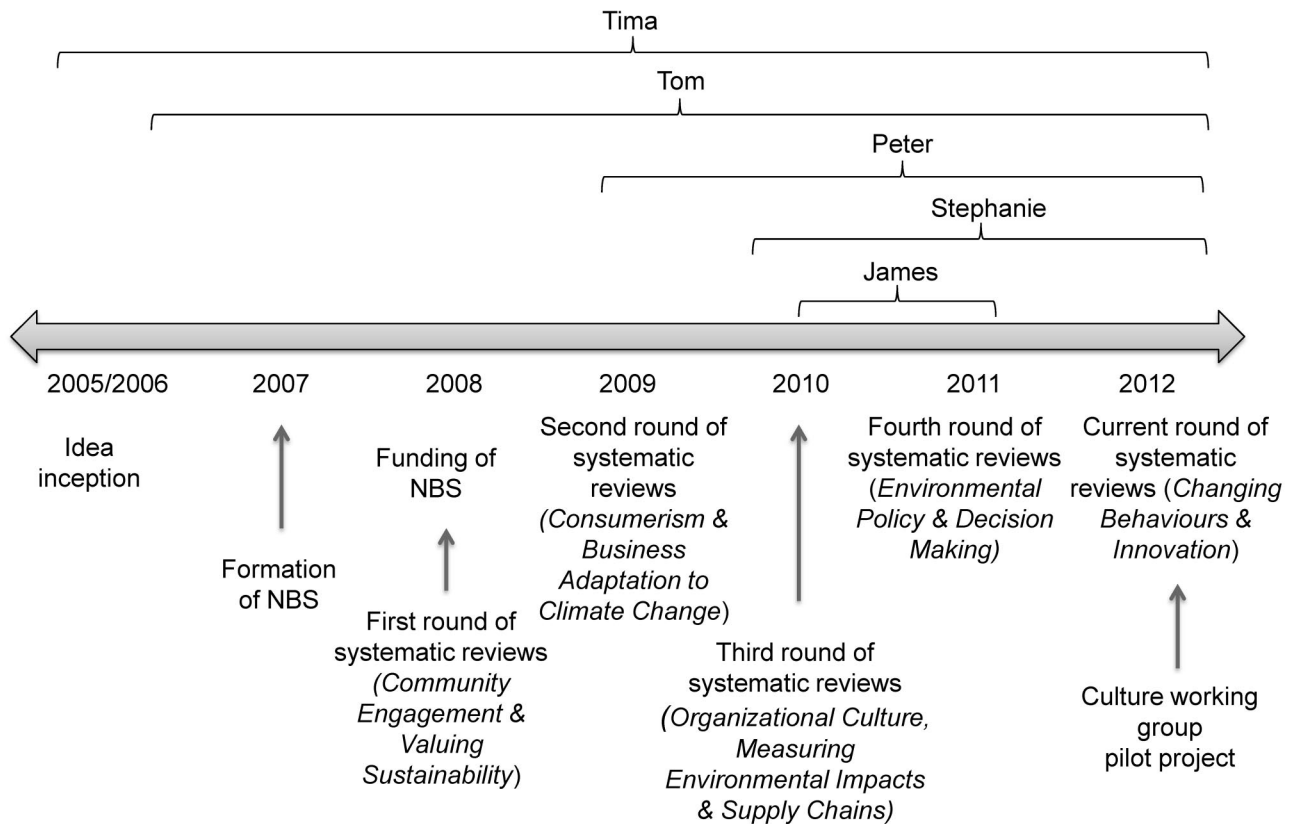 Tima
Tom
Peter
Stephanie
James
2005/2006
2007
2008
2009
2010
2011
2012
Idea
inception
Formation
of NBS
Funding of
NBS
First round of
systematic reviews
(Community
Engagement &
Valuing
Sustainability)
Second round of
systematic
reviews
(Consumerism &
Business
Adaptation to
Climate Change)
Third round of
systematic reviews
(Organizational Culture,
Measuring
Environmental Impacts
& Supply Chains)
Fourth round of
systematic reviews
(Environmental
Policy & Decision
Making)
Current round of
systematic
reviews (Changing
Behaviours &
Innovation)
Culture working
group
pilot project